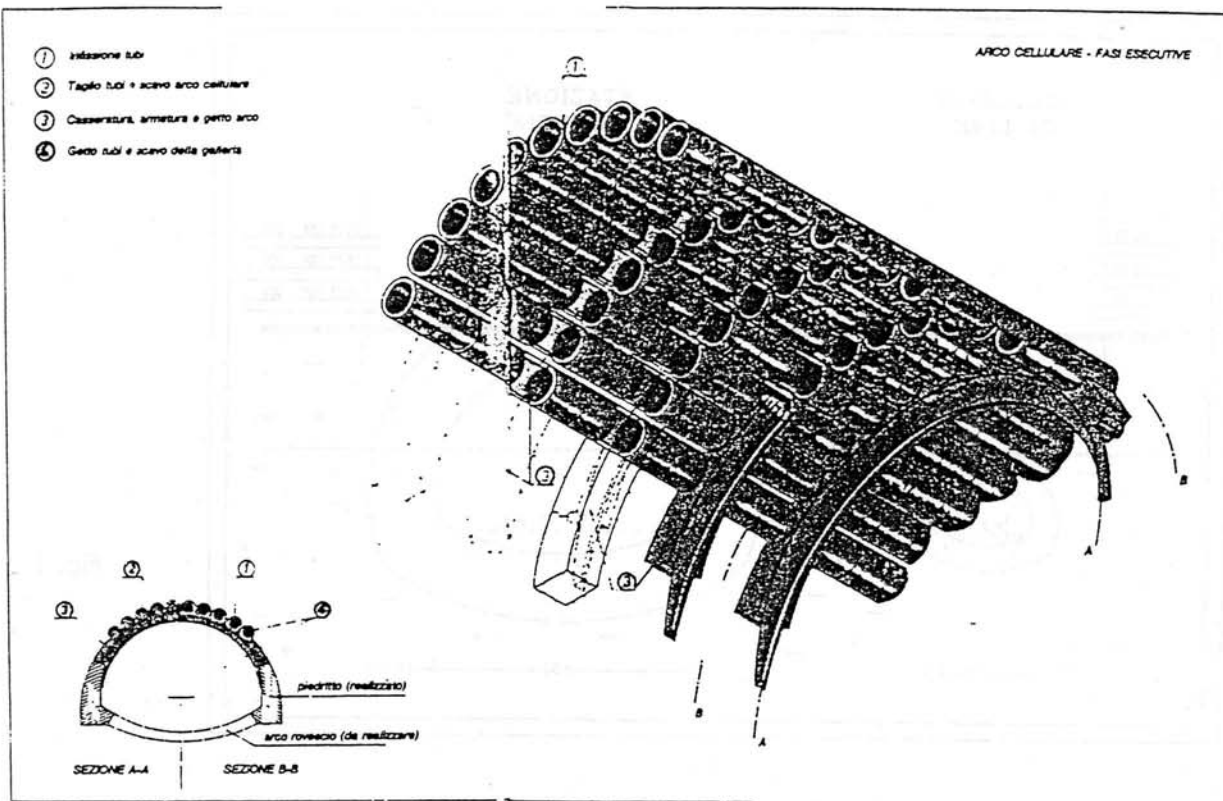 ARCO CELLULARE - FASI ESECUTIVE
1 Infissione tubi
2 Taglio tubi e scavo arco cellulare
3 Casseratura, armatura e getto arco
4 Getto tubi e scavo della galleria
1
3
3
B
A
B
A
2
1
3
4
piedritto (realizzato)
arco rovescio (da realizzare)
SEZIONE A-A
SEZIONE B-B